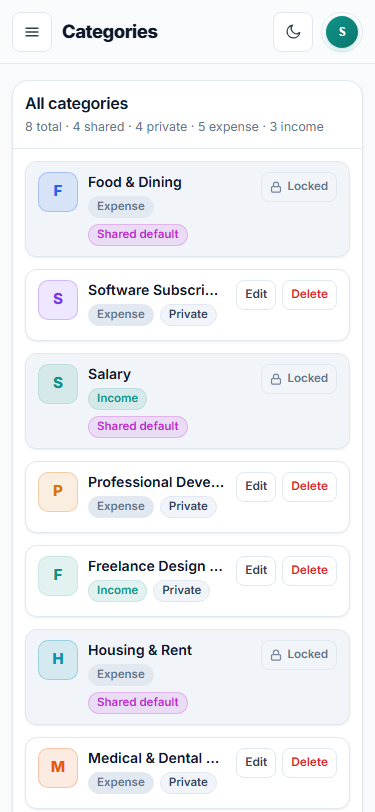 Categories
S
All categories
8 total · 4 shared · 4 private · 5 expense · 3 income
F
Food & Dining
Locked
Expense
Shared default
S
Software Subscri...
Edit
Delete
Expense
Private
S
Salary
Locked
Income
Shared default
P
Professional Deve...
Edit
Delete
Expense
Private
F
Freelance Design ...
Edit
Delete
Income
Private
H
Housing & Rent
Locked
Expense
Shared default
M
Medical & Dental ...
Edit
Delete
Expense
Private